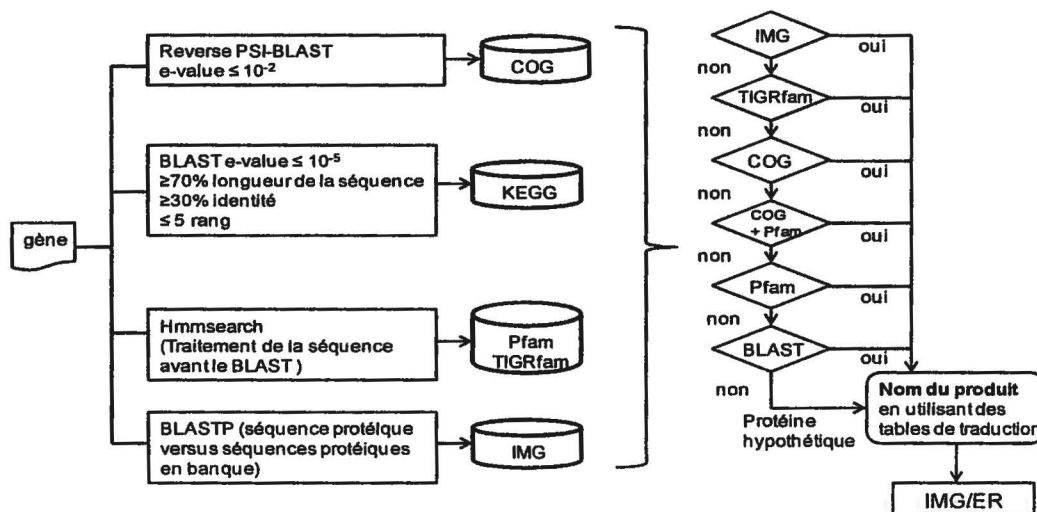 gène
Reverse PSI-BLAST
e-value ≤ 10-2
COG
BLAST e-value ≤ 10-5
≥70% longueur de la séquence
≥30% identité
≤ 5 rang
KEGG
Hmmsearch
(Traitement de la séquence
avant le BLAST )
Pfam
TIGRfam
BLASTP (séquence protéique
versus séquences protéiques
en banque)
IMG
IMG
oui
non
TIGRfam
oui
non
COG
oui
non
COG
+ Pfam
oui
non
Pfam
oui
non
BLAST
oui
non
Protéine
hypothétique
Nom du produit
en utilisant des
tables de traduction
IMG/ER